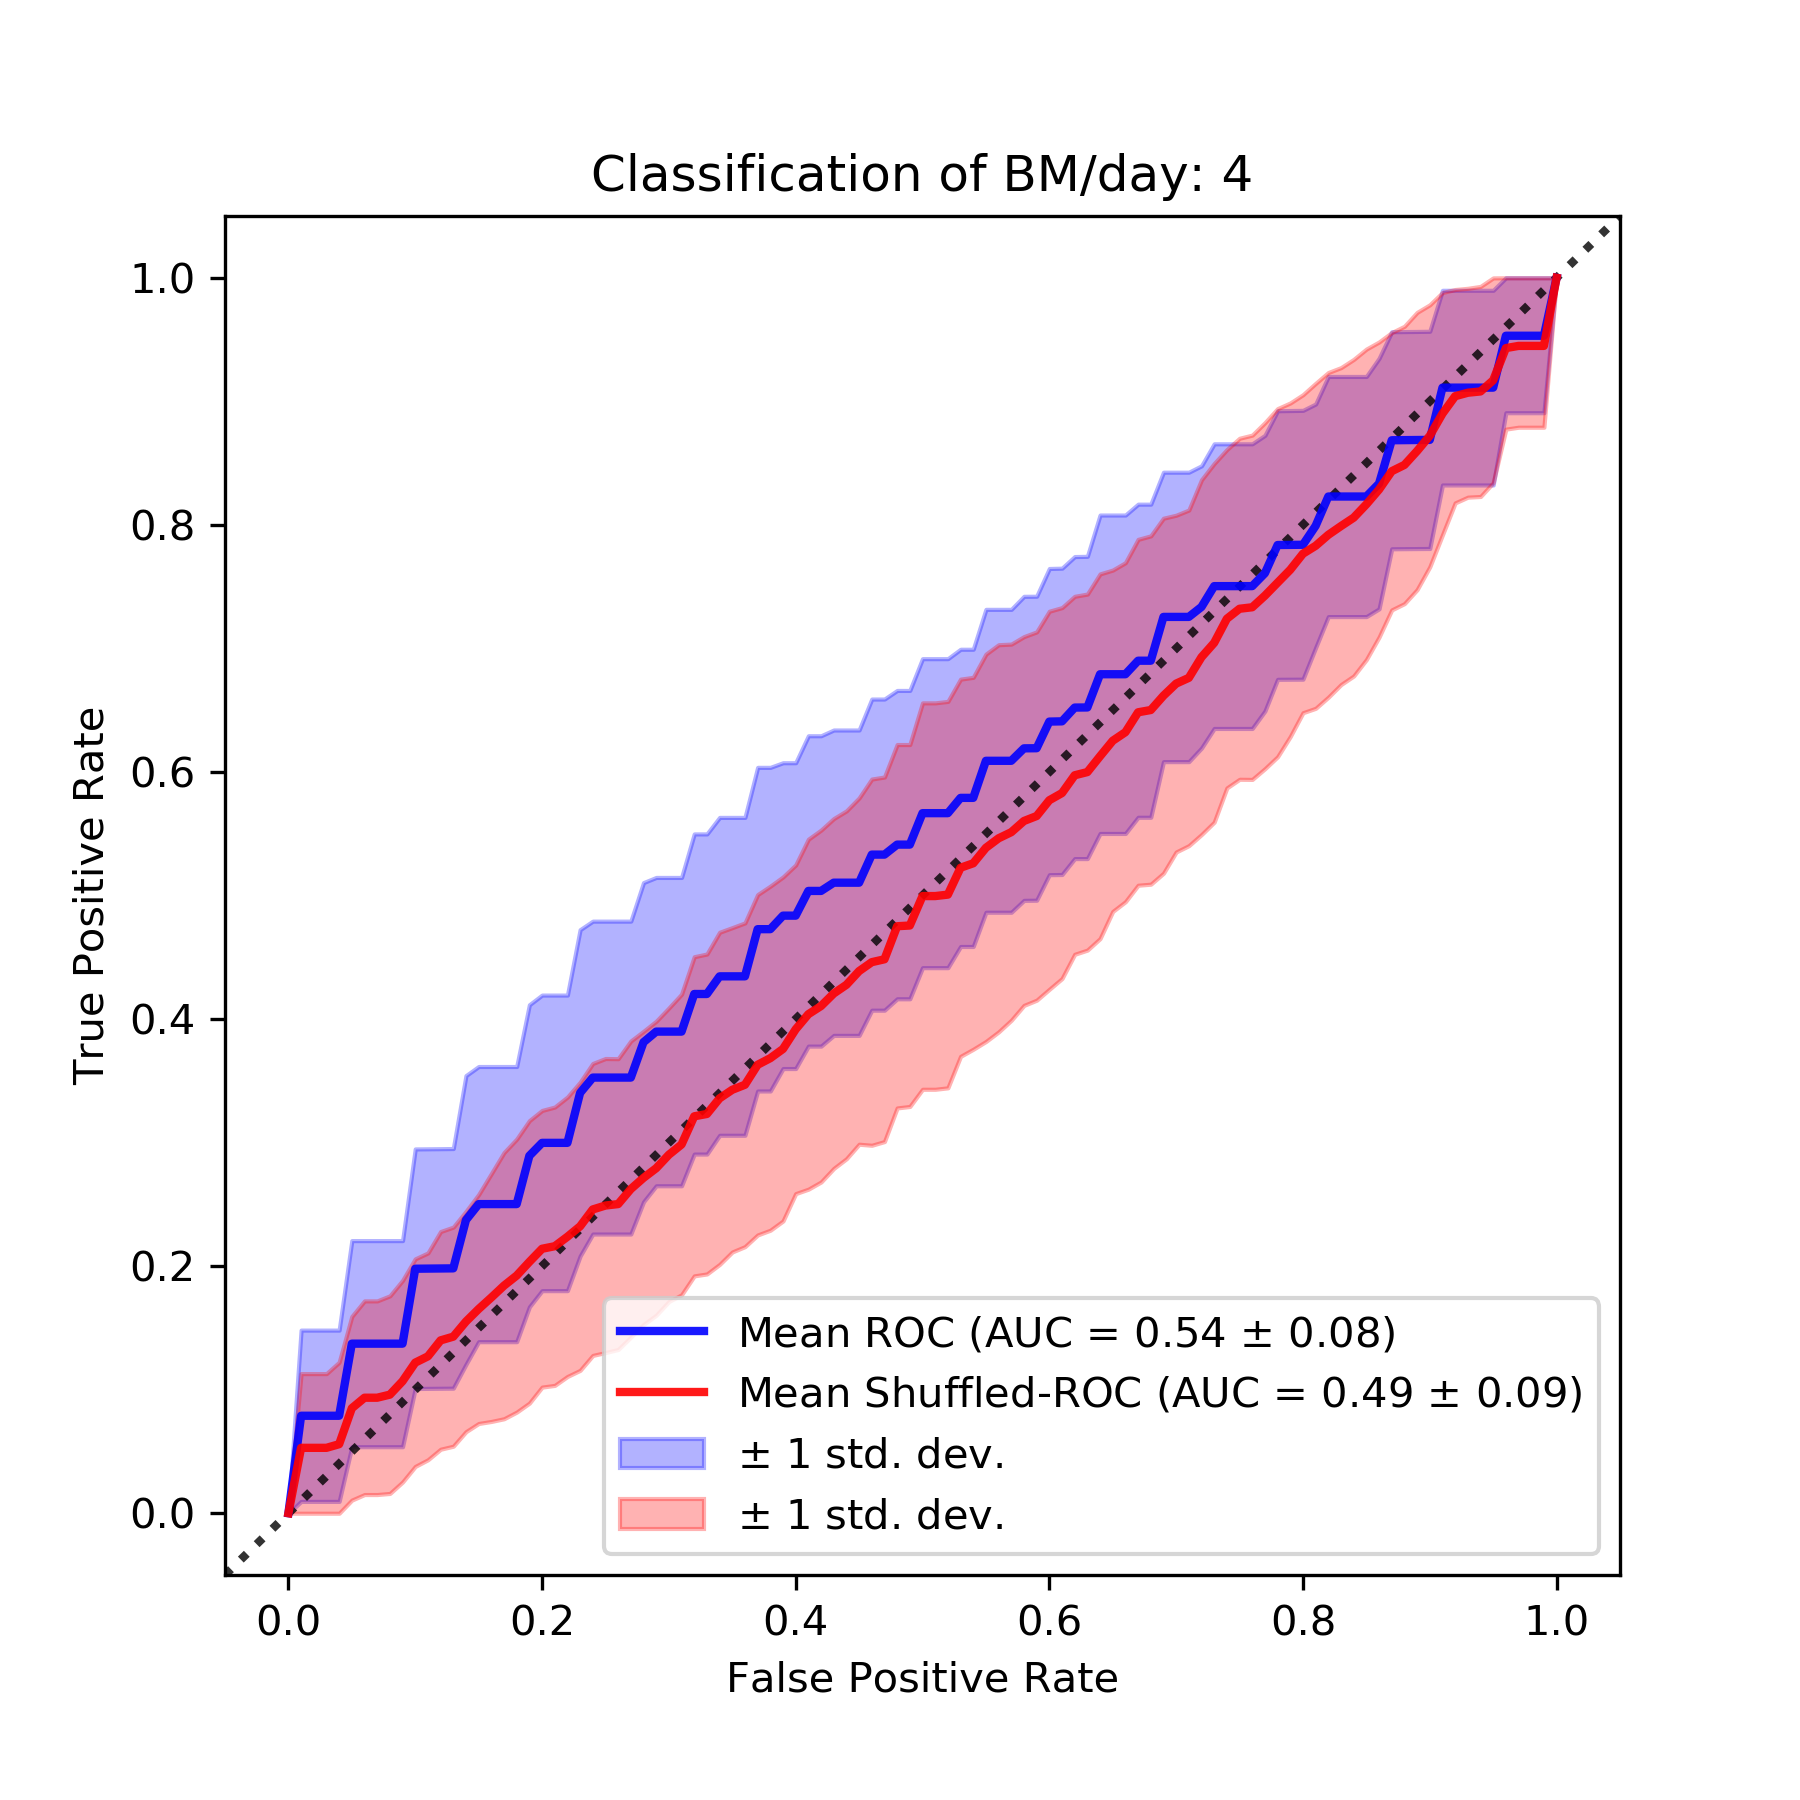 Classification of BM/day: 4
True Positive Rate
1.0
0.8
0.6
0.4
0.2
0.0
Mean ROC (AUC = 0.54 ± 0.08)
Mean Shuffled-ROC (AUC = 0.49 ± 0.09)
± 1 std. dev.
± 1 std. dev.
0.0 0.2 0.4 0.6 0.8 1.0
False Positive Rate